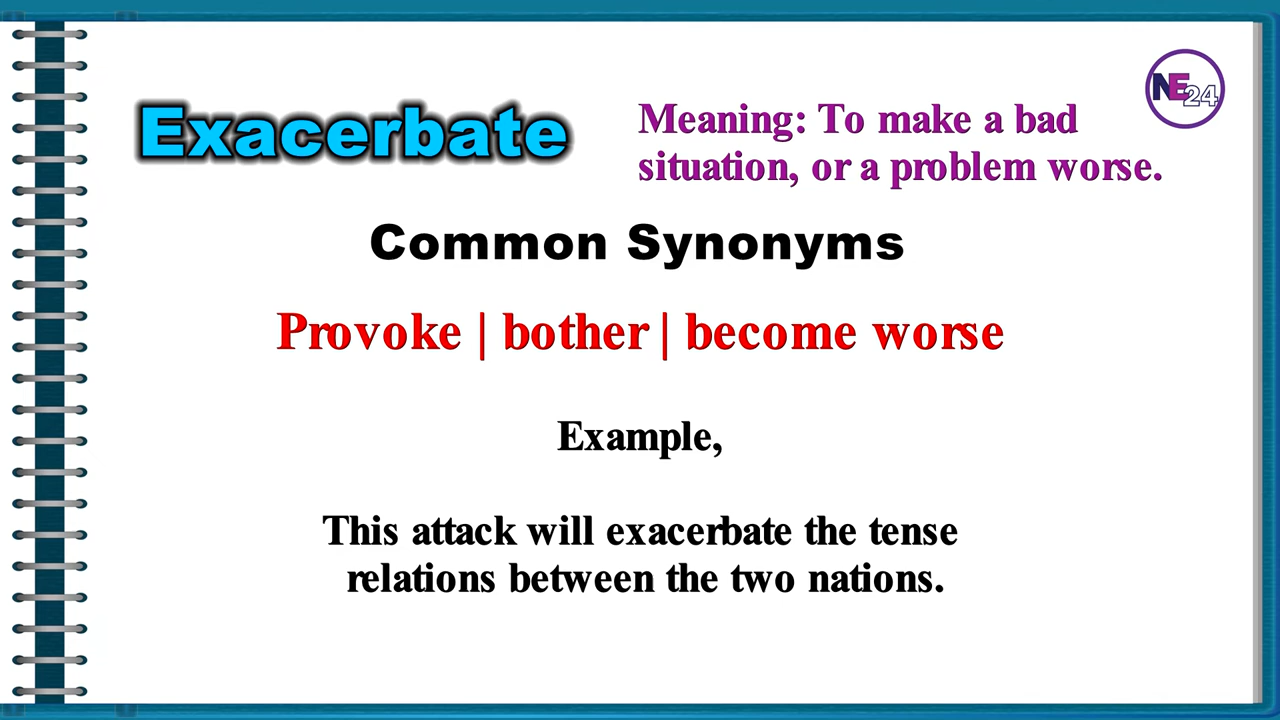 Exacerbate
Meaning: To make a bad
situation, or a problem worse.
NE24
Common Synonyms
Provoke | bother | become worse
Example,
This attack will exacerbate the tense
relations between the two nations.